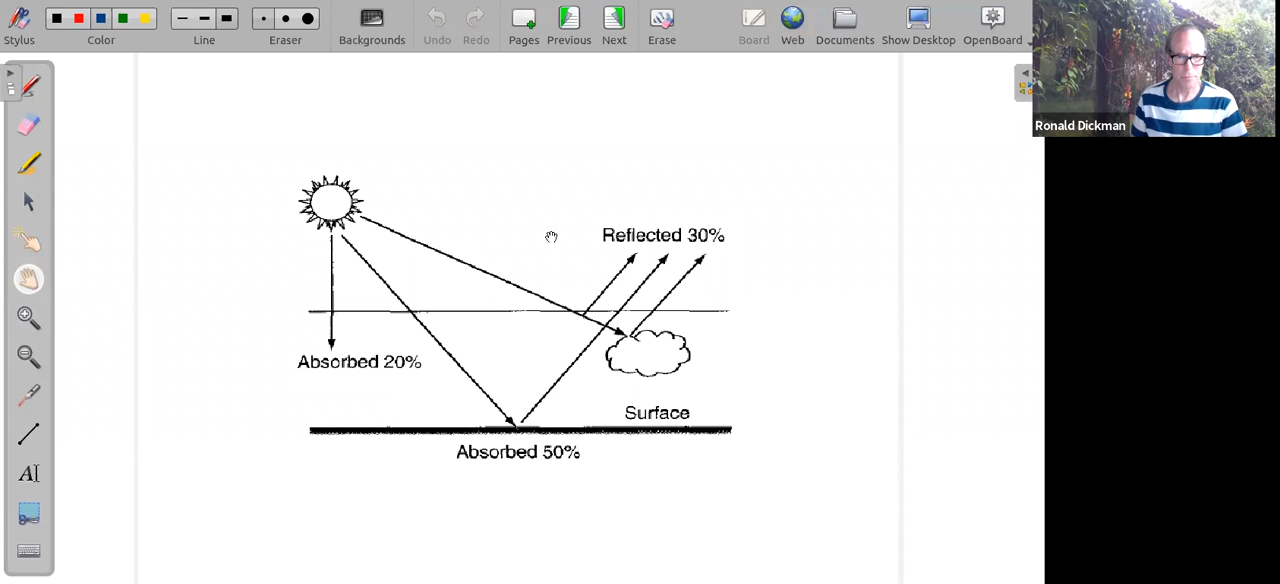 Stylus
Color
Line
Eraser
Backgrounds
Undo
Redo
Pages
Previous
Next
Erase
Board
Web
Documents
Show Desktop
OpenBoard
Ronald Dickman
Reflected 30%
Absorbed 20%
Surface
Absorbed 50%
AI